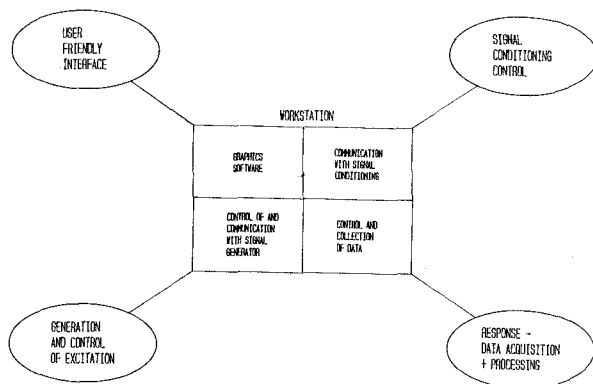 USER
FRIENDLY
INTERFACE
SIGNAL
CONDITIONING
CONTROL
WORKSTATION
GRAPHICS
SOFTWARE
COMMUNICATION
WITH SIGNAL
CONDITIONING
CONTROL OF AND
COMMUNICATION
WITH SIGNAL
GENERATOR
CONTROL AND
COLLECTION
OF DATA
GENERATION
AND CONTROL
OF EXCITATION
RESPONSE -
DATA ACQUISITION
+ PROCESSING